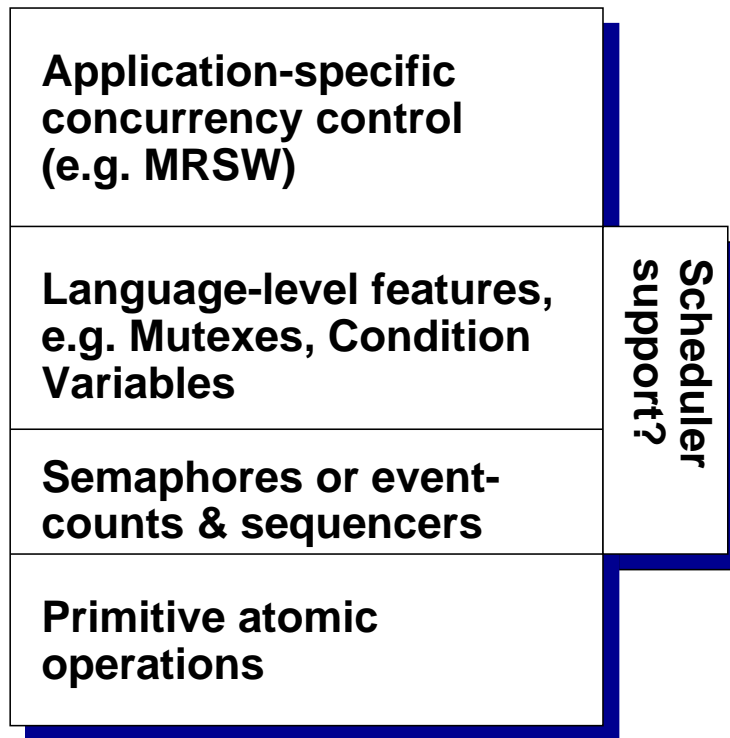 Application-specific
concurrency control
(e.g. MRSW)
Language-level features,
e.g. Mutexes, Condition
Variables
Semaphores or event-
counts & sequencers
Primitive atomic
operations
Scheduler
support?